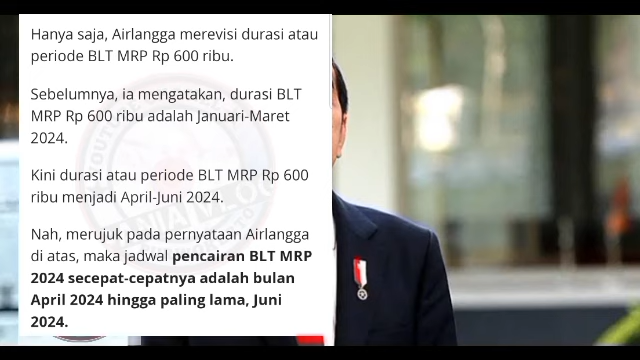 Hanya saja, Airlangga merevisi durasi atau
periode BLT MRP Rp 600 ribu.
Sebelumnya, ia mengatakan, durasi BLT
MRP Rp 600 ribu adalah Januari-Maret
2024.
Kini durasi atau periode BLT MRP Rp 600
ribu menjadi April-Juni 2024.
Nah, merujuk pada pernyataan Airlangga
di atas, maka jadwal pencairan BLT MRP
2024 secepat-cepatnya adalah bulan
April 2024 hingga paling lama, Juni
2024.